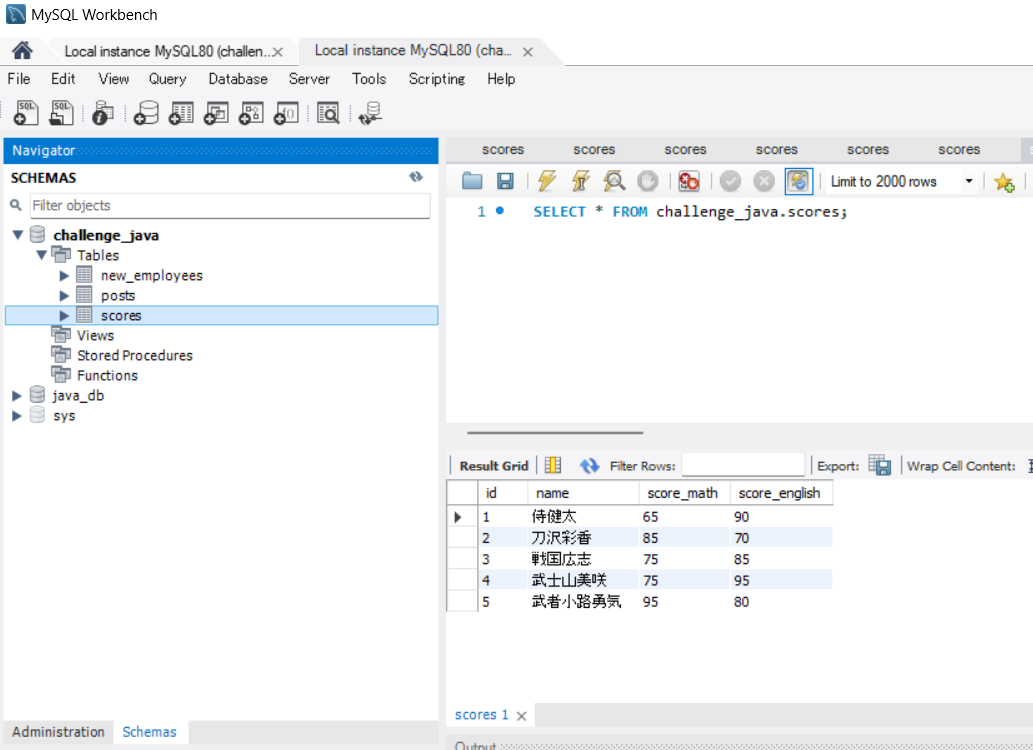 MySQL Workbench
Local instance MySQL80 (challen... Local instance MySQL80 (cha...
File Edit View Query Database Server Tools Scripting Help
SQL SQL
Navigator
SCHEMAS
Filter objects
challenge_java
Tables
new_employees
posts
scores
Views
Stored Procedures
Functions
java_db
sys
Administration Schemas
scores scores scores scores scores scores
Limit to 2000 rows
1 SELECT * FROM challenge_java.scores;
Result Grid Filter Rows: Export: Wrap Cell Content:
id name score_math score_english
1 侍健太 65 90
2 刀沢彩香 85 70
3 戦国広志 75 85
4 武士山美咲 75 95
5 武者小路勇気 95 80
scores 1
Output